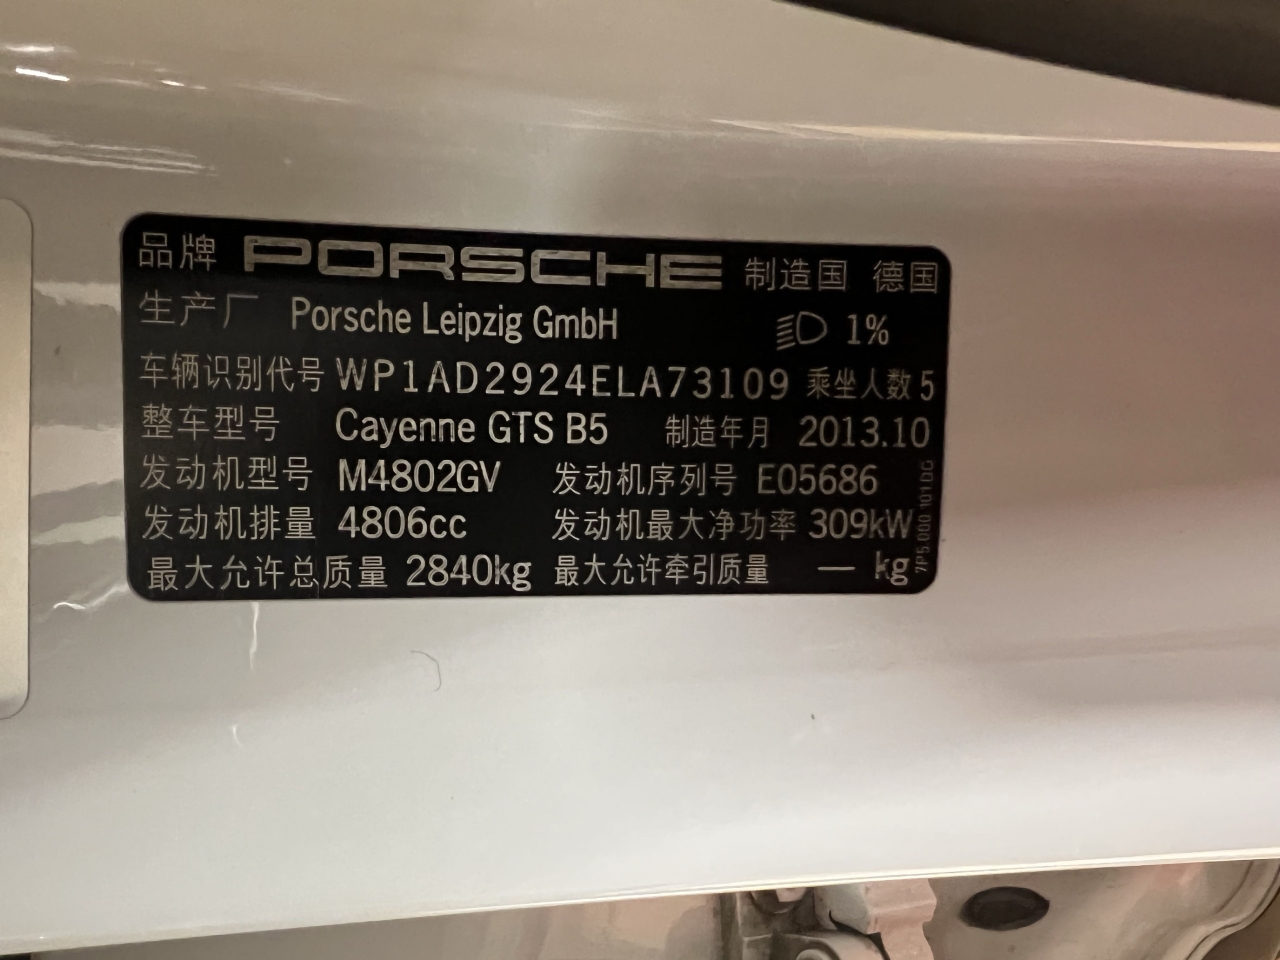 品牌 PORSCHE 制造国 德国
生产厂 Porsche Leipzig GmbH 1%
车辆识别代号 WP1AD2924ELA73109 乘坐人数 5
整车型号 Cayenne GTS B5 制造年月 2013.10
发动机型号 M4802GV 发动机序列号 E05686
发动机排量 4806cc 发动机最大净功率 309kW
最大允许总质量 2840kg 最大允许牵引质量 — kg
7P5.000.101DG